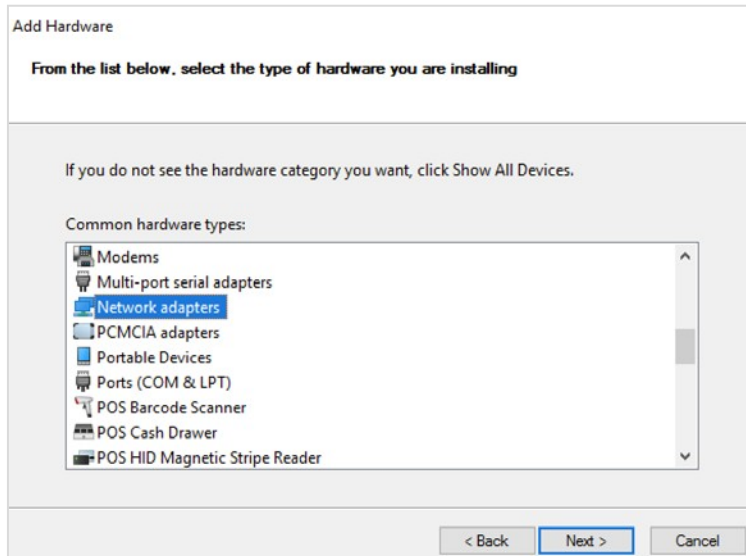 Add Hardware
From the list below, select the type of hardware you are installing
If you do not see the hardware category you want, click Show All Devices.
Common hardware types:
Modems
Multi-port serial adapters
Network adapters
PCMCIA adapters
Portable Devices
Ports (COM & LPT)
POS Barcode Scanner
POS Cash Drawer
POS HID Magnetic Stripe Reader
< Back Next > Cancel